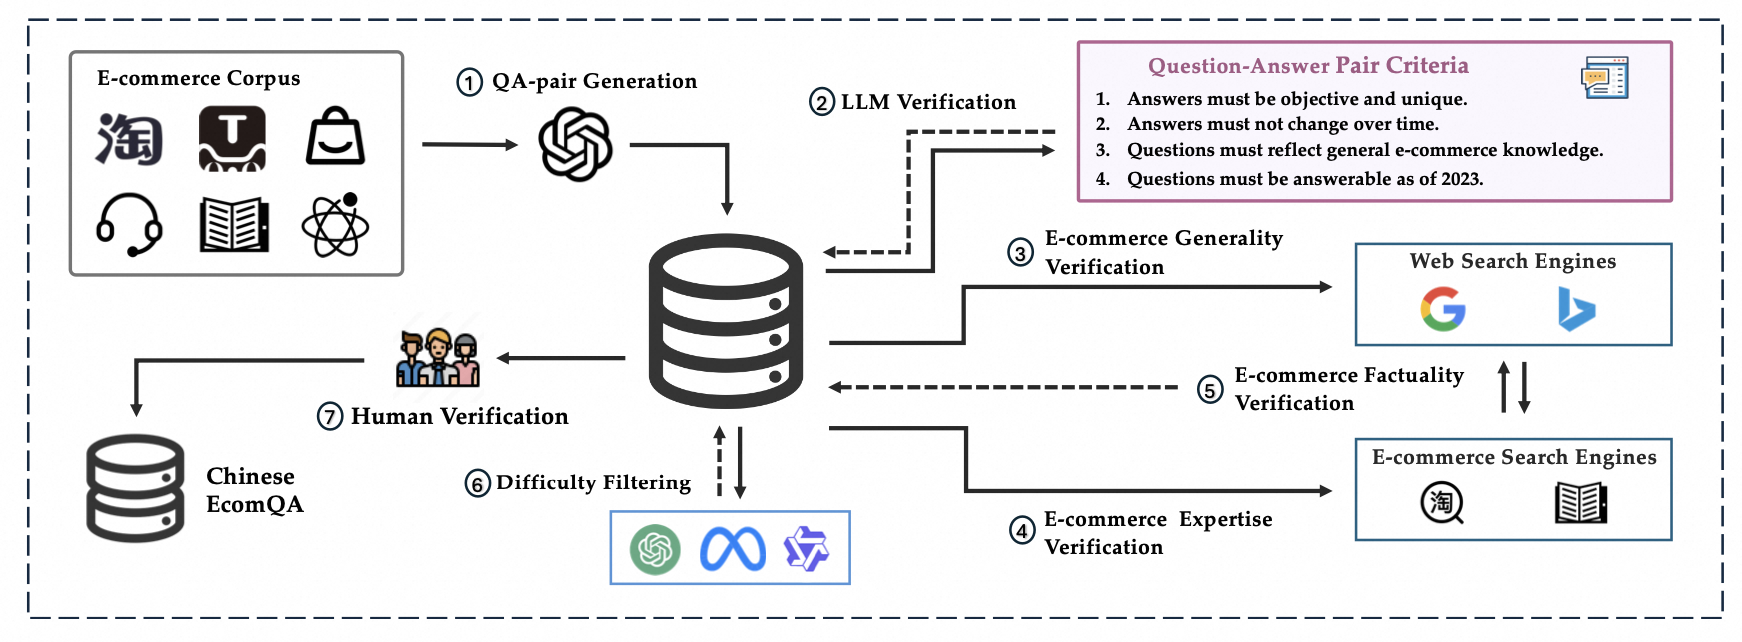 E-commerce Corpus
淘
T
① QA-pair Generation
② LLM Verification
Question-Answer Pair Criteria
1. Answers must be objective and unique.
2. Answers must not change over time.
3. Questions must reflect general e-commerce knowledge.
4. Questions must be answerable as of 2023.
③ E-commerce Generality
Verification
Web Search Engines
G
⑤ E-commerce Factuality
Verification
E-commerce Search Engines
淘
④ E-commerce Expertise
Verification
⑥ Difficulty Filtering
⑦ Human Verification
Chinese
EcomQA